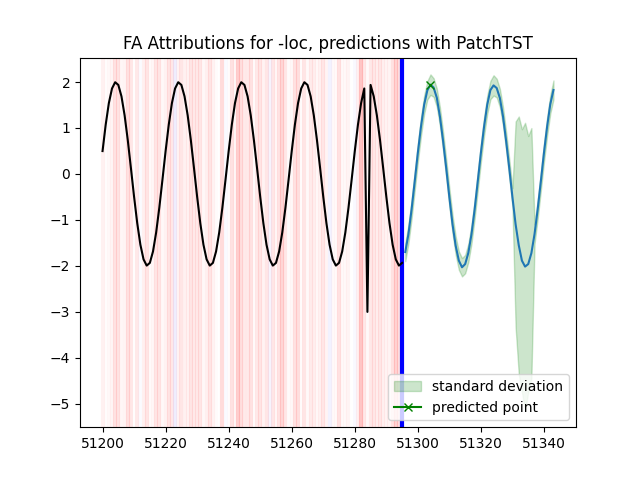 FA Attributions for -loc, predictions with PatchTST
2
1
0
−1
−2
−3
−4
−5
standard deviation
predicted point
51200 51220 51240 51260 51280 51300 51320 51340